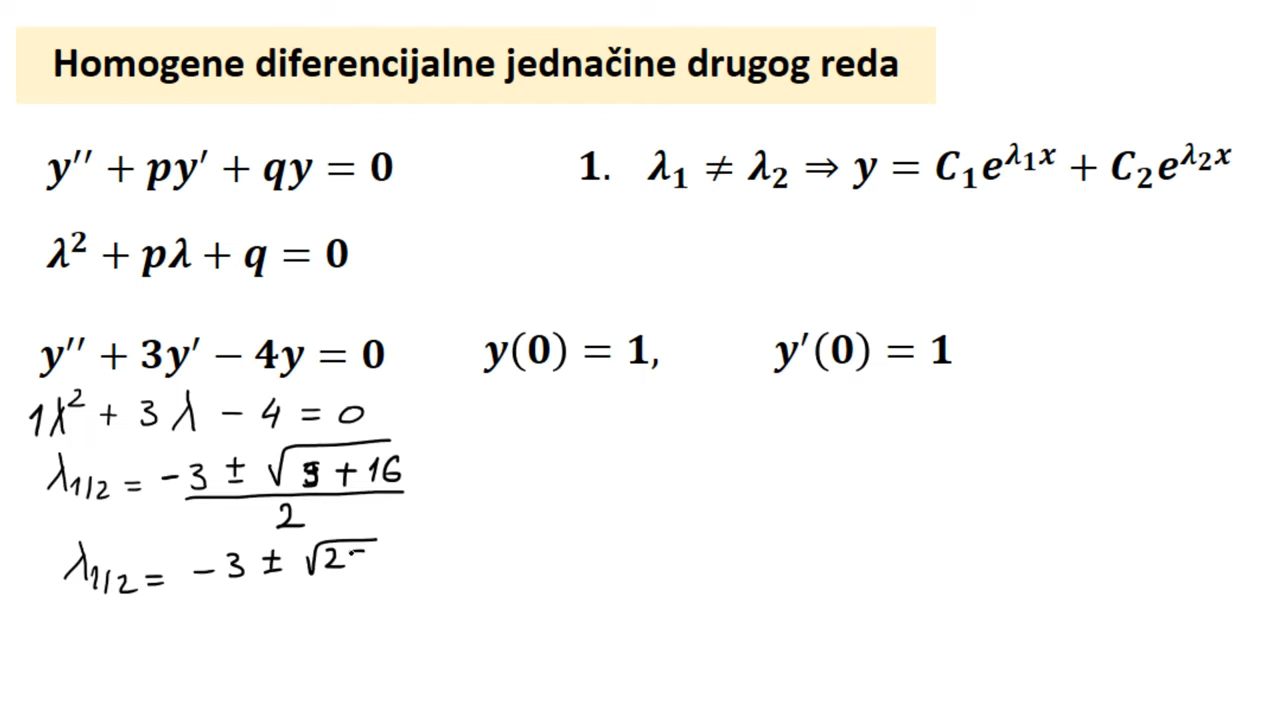 Homogene diferencijalne jednačine drugog reda
y′′ + py′ + qy = 0
1. λ₁ ≠ λ₂ ⇒ y = C₁e^{λ₁x} + C₂e^{λ₂x}
λ² + pλ + q = 0
y′′ + 3y′ − 4y = 0 y(0) = 1, y′(0) = 1
1λ² + 3λ − 4 = 0
λ₁/₂ = −3 ± √(9 + 16) / 2
λ₁/₂ = −3 ± √2